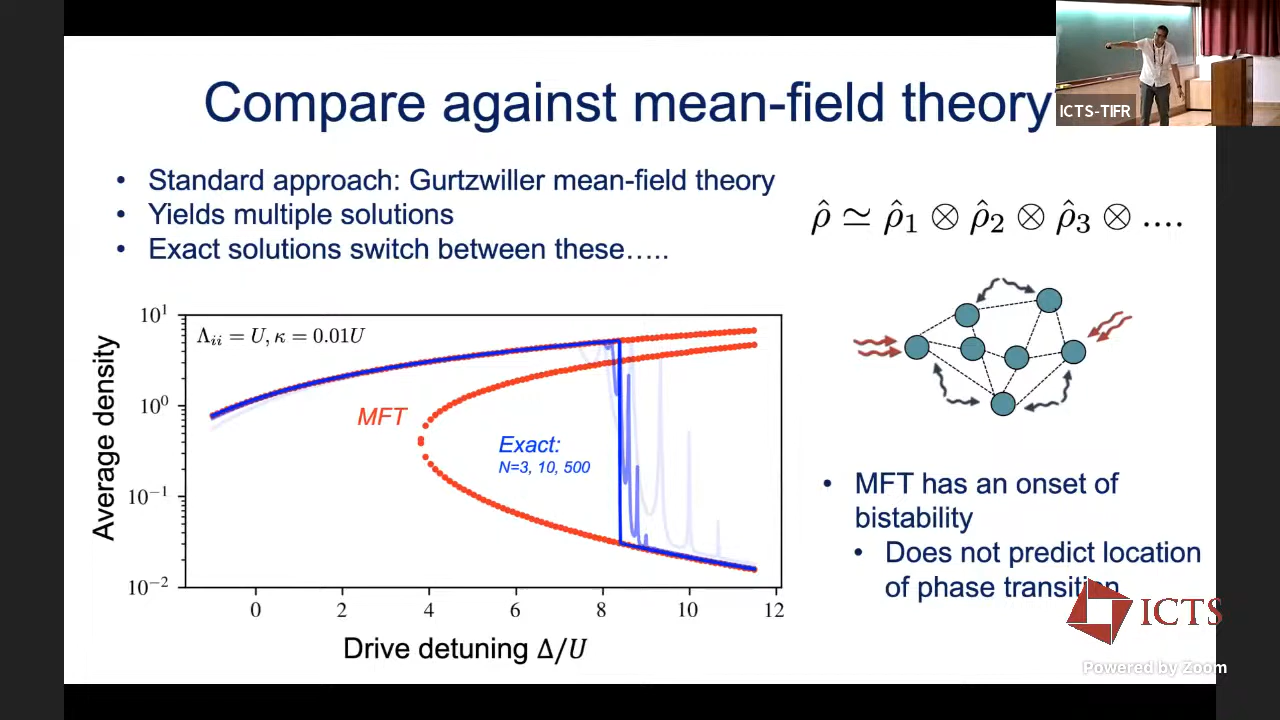 Compare against mean-field theory
ICTS-TIFR
• Standard approach: Gurtzwiller mean-field theory
• Yields multiple solutions
• Exact solutions switch between these…..
ρ̂ ≃ ρ̂₁ ⊗ ρ̂₂ ⊗ ρ̂₃ ⊗ ....
Average density
10¹
10⁰
10⁻¹
10⁻²
Λᵢᵢ = U, κ = 0.01U
MFT
Exact:
N=3, 10, 500
0 2 4 6 8 10 12
Drive detuning Δ/U
• MFT has an onset of
bistability
• Does not predict location
of phase transition
ICTS
Powered by Zoom